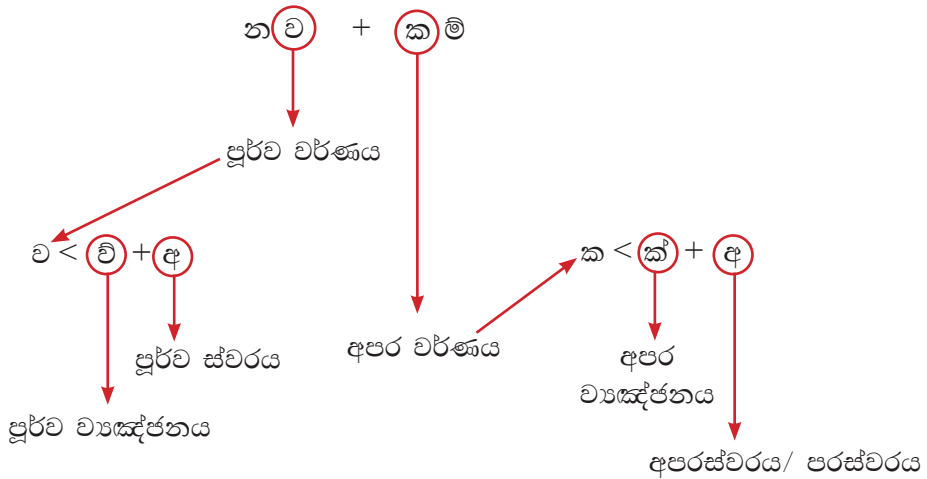 නව + කම්
පූර්ව වර්ණය
ව < ව් + අ
ක < ක් + අ
පූර්ව ස්වරය
අපර වර්ණය
අපර
ව්‍යඤ්ජනය
පූර්ව ව්‍යඤ්ජනය
අපරස්වරය/ පරස්වරය